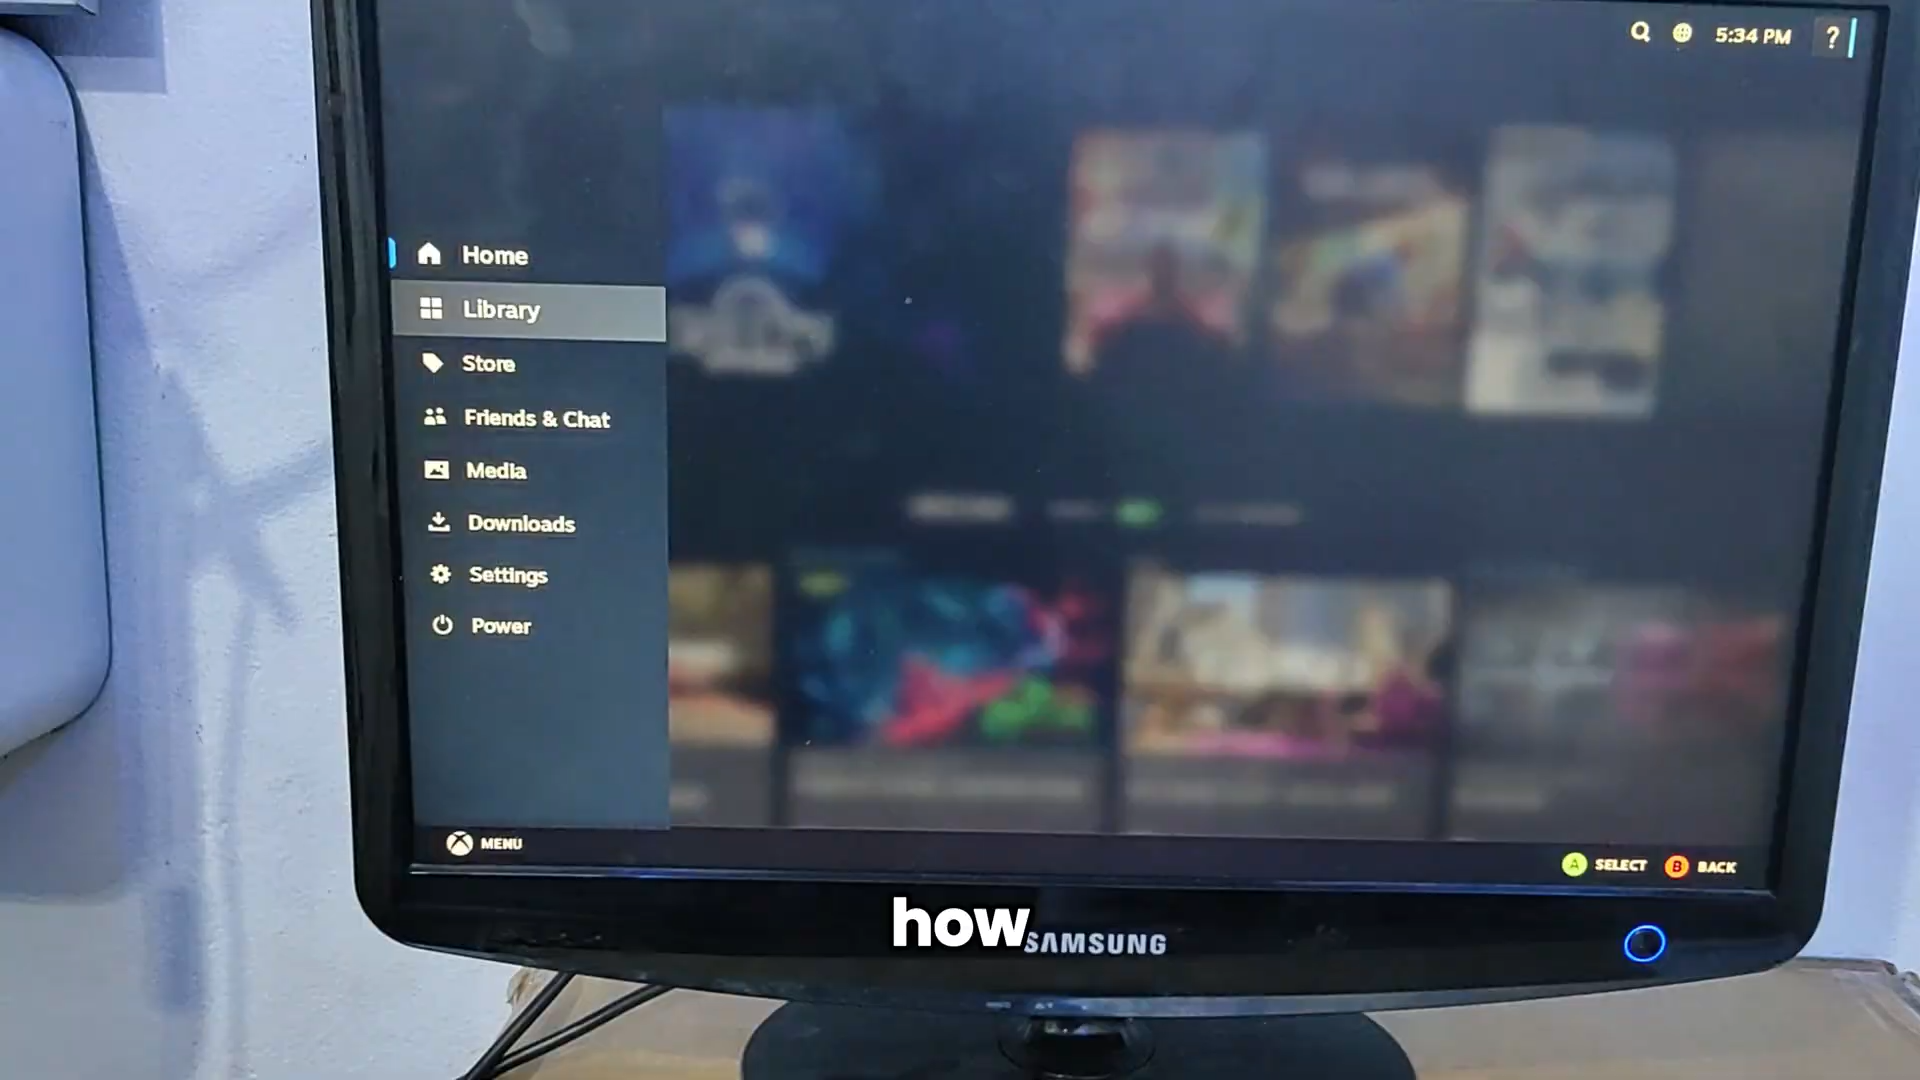 5:34 PM ?
Home
Library
Store
Friends & Chat
Media
Downloads
Settings
Power
MENU
A SELECT B BACK
how
SAMSUNG